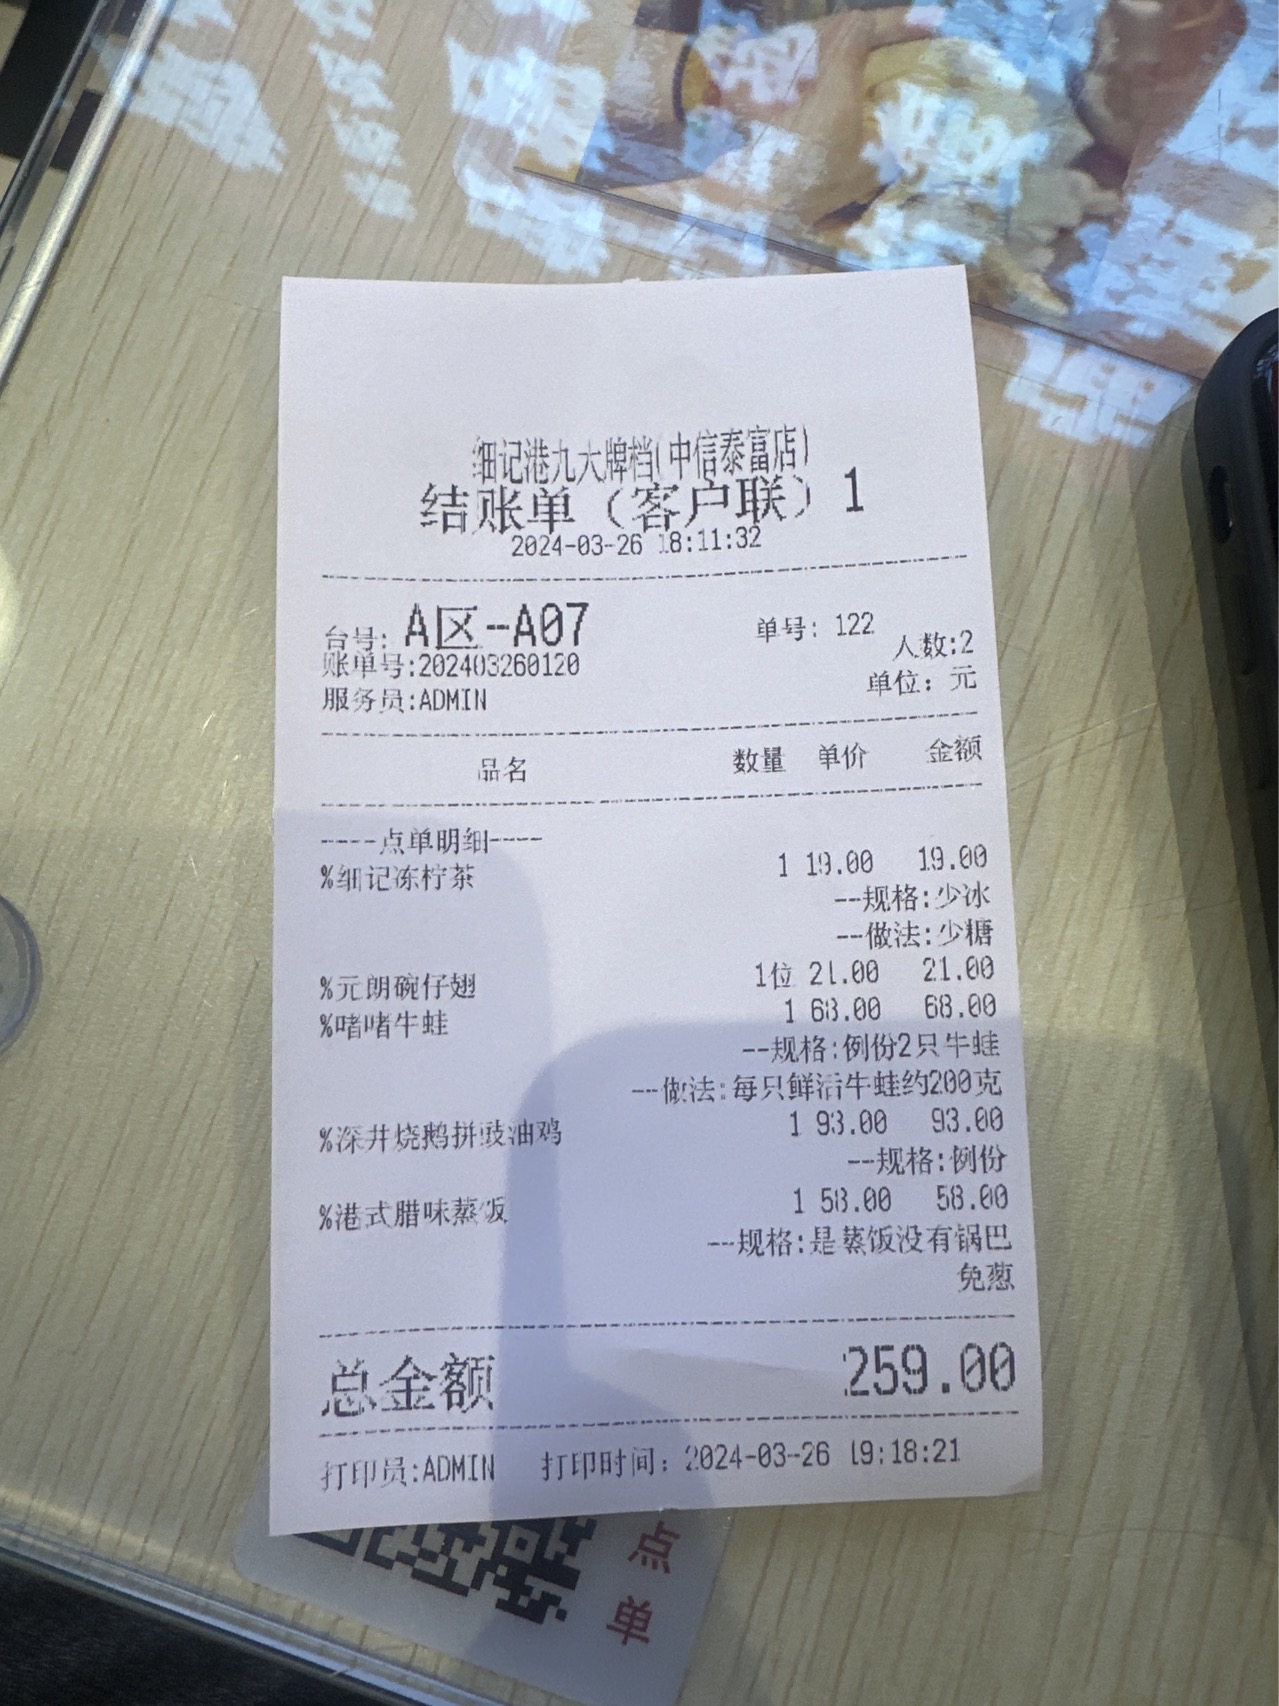 细记港九大牌档(中信泰富店)
结账单（客户联）1
2024-03-26 18:11:32
台号: A区-A07 单号: 122
账单号:202403260120 人数:2
服务员:ADMIN 单位: 元
品名 数量 单价 金额
----点单明细----
%细记冻柠茶 1 19.00 19.00
--规格:少冰
--做法:少糖
%元朗碗仔翅 1位 21.00 21.00
%啫啫牛蛙 1 68.00 68.00
--规格:例份2只牛蛙
--做法:每只鲜活牛蛙约200克
%深井烧鹅拼豉油鸡 1 93.00 93.00
--规格:例份
%港式腊味蒸饭 1 58.00 58.00
--规格:是蒸饭没有锅巴
免葱
总金额 259.00
打印员:ADMIN 打印时间: 2024-03-26 19:18:21
点单